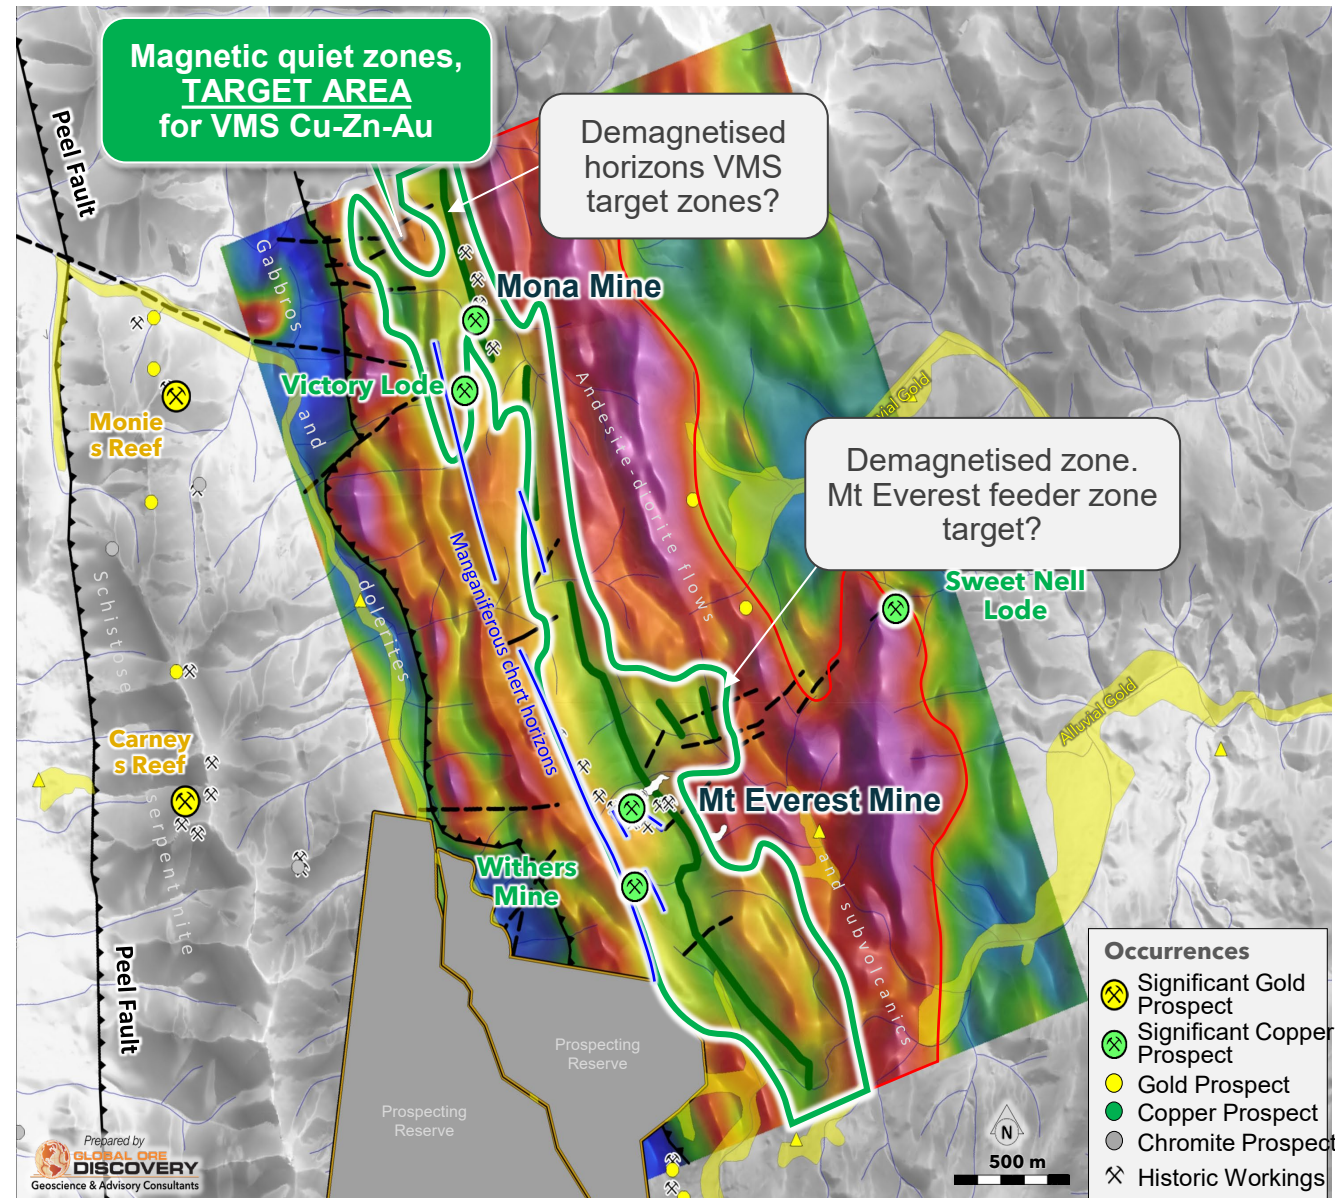 Magnetic quiet zones,
TARGET AREA
for VMS Cu-Zn-Au
Demagnetised
horizons VMS
target zones?
Peel Fault
Gabbros and dolerites
Mona Mine
Victory Lode
Monie
s Reef
Andesite-diorite flows and subvolcanics
vial Gold
Demagnetised zone.
Mt Everest feeder zone
target?
Sweet Nell
Lode
Manganiferous chert horizons
Schistose serpentinite
Alluvial Gold
Carney
s Reef
Mt Everest Mine
Withers
Mine
Peel Fault
Prospecting
Reserve
Prospecting
Reserve
Occurrences
Significant Gold
Prospect
Significant Copper
Prospect
Gold Prospect
Copper Prospect
Chromite Prospect
Historic Workings
N
500 m
Prepared by
GLOBAL ORE
DISCOVERY
Geoscience & Advisory Consultants